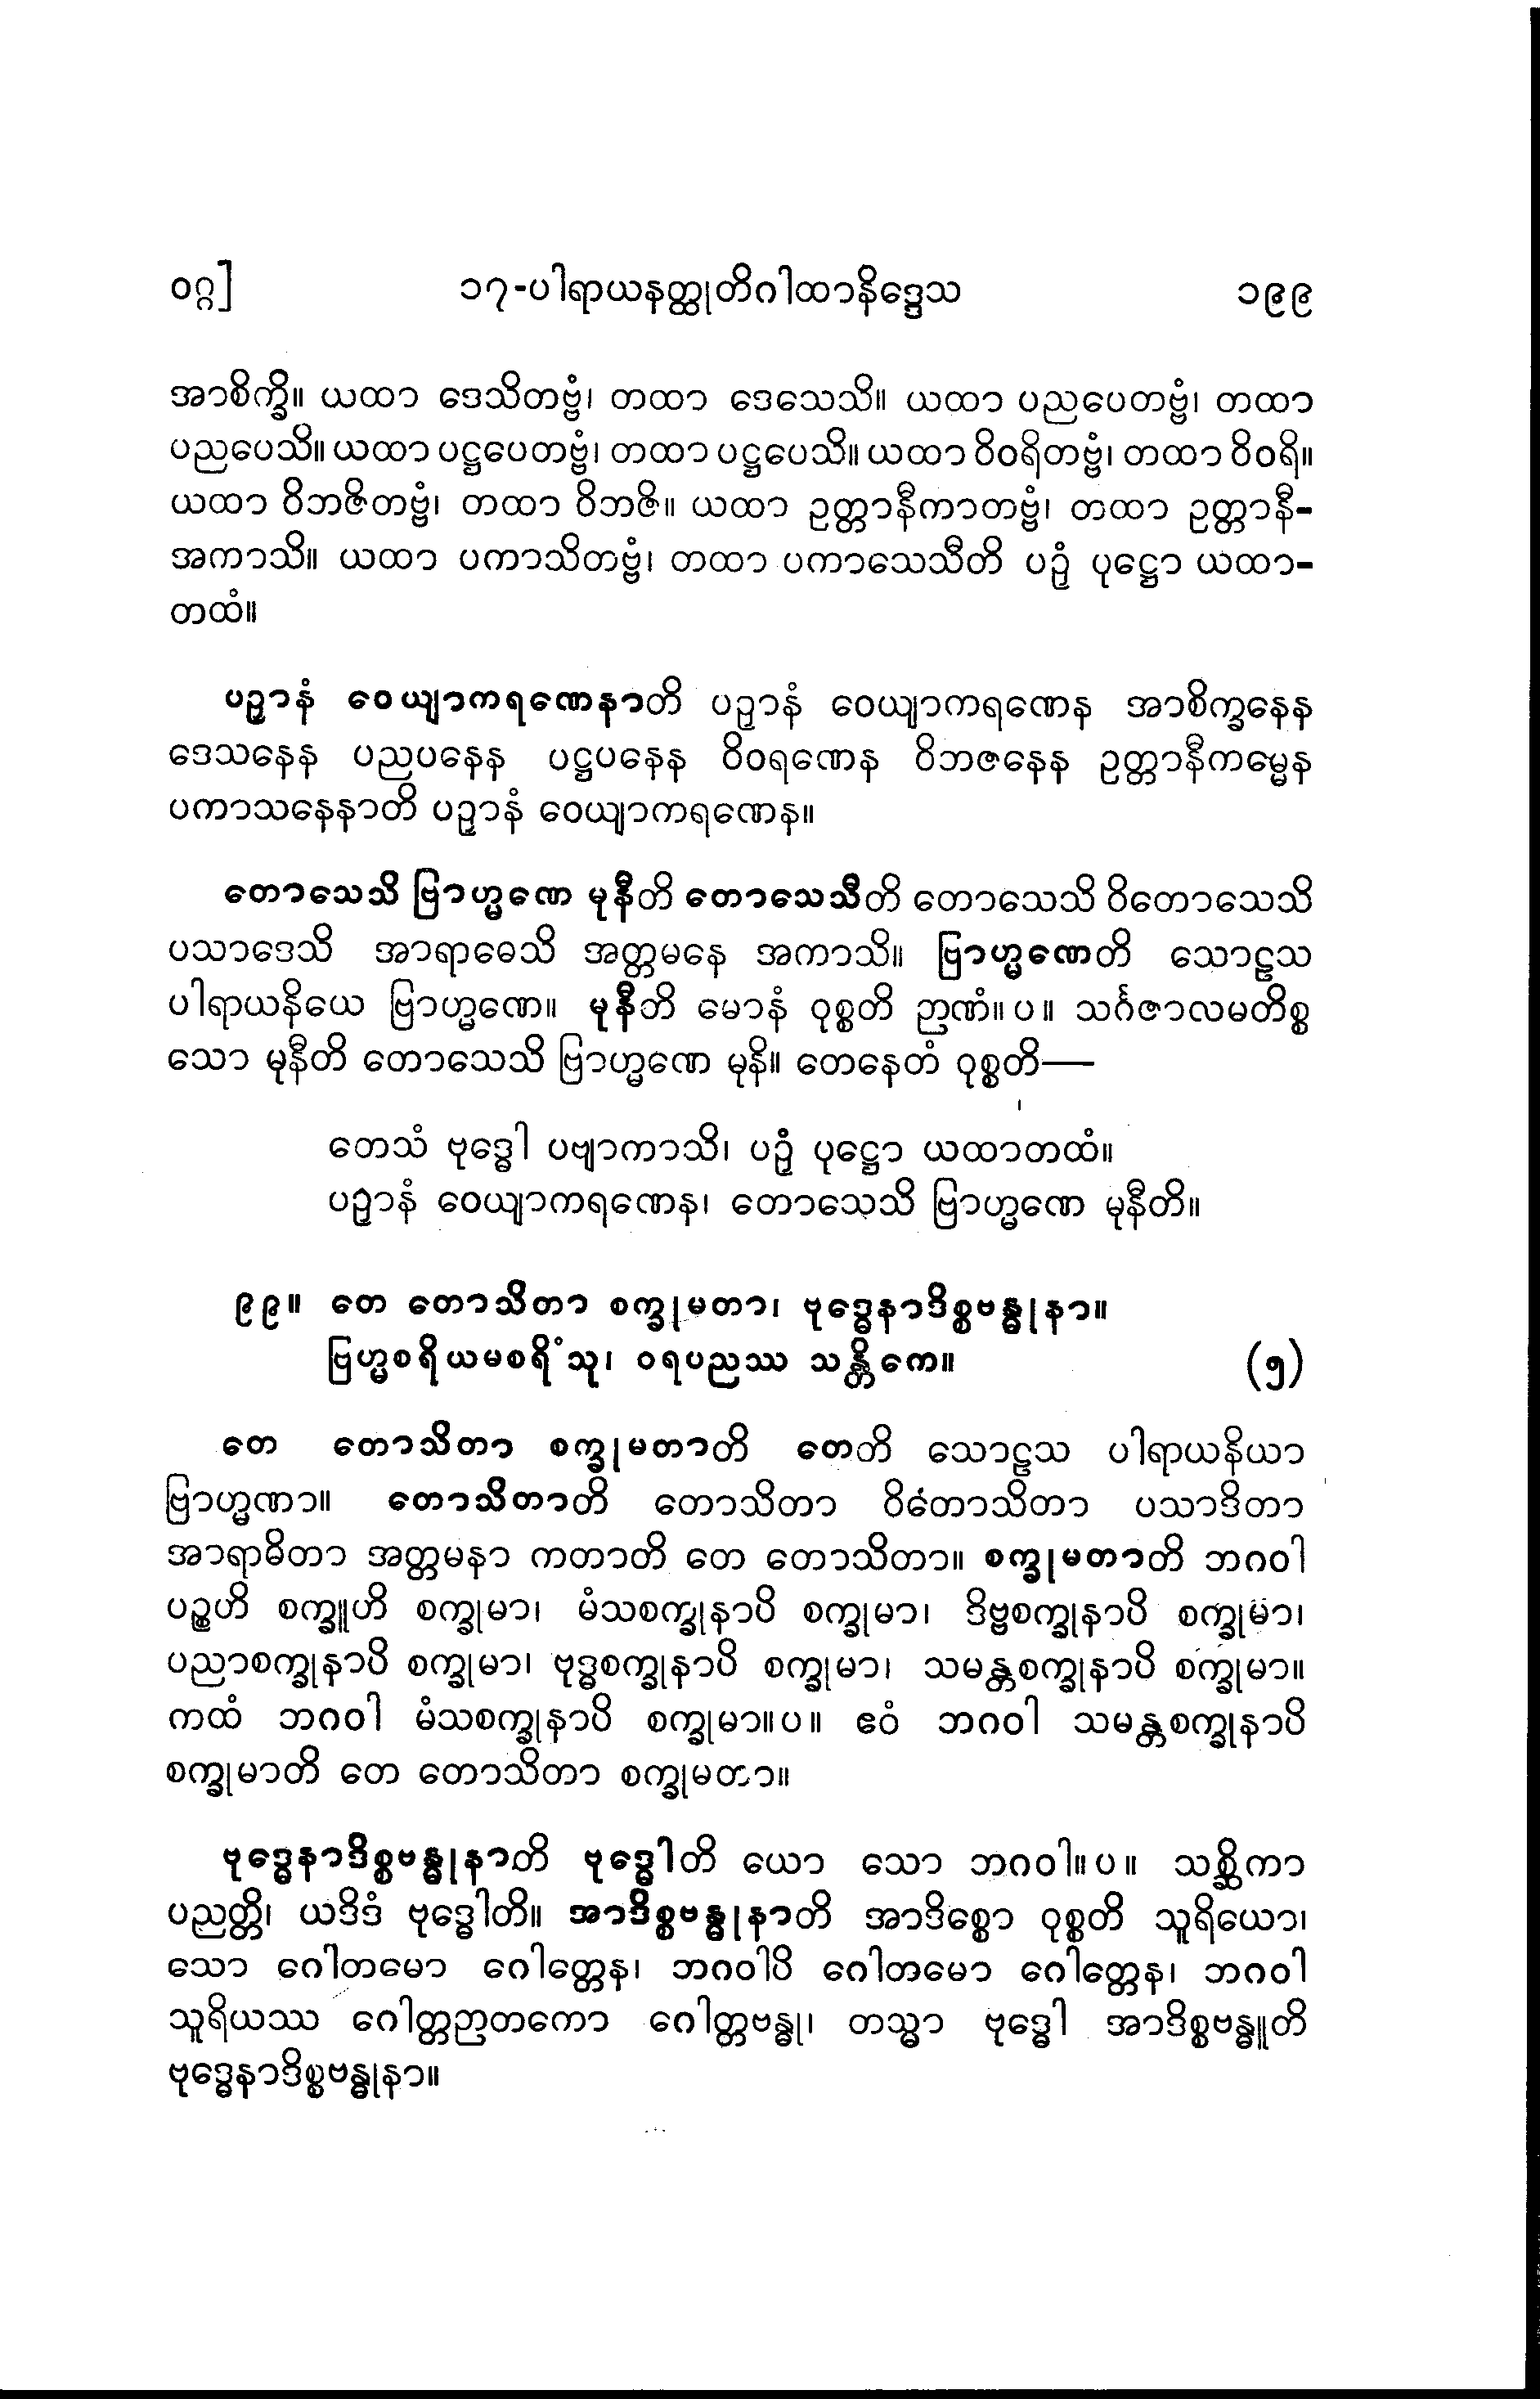 ဝဂ္ဂ] ၁၇-ပါရာယနတ္ထုတိဂါထာနိဒ္ဒေသ ၁၉၉
အာစိက္ခိ။ ယထာ ဒေသိတဗ္ဗံ၊ တထာ ဒေသေသိ။ ယထာ ပညပေတဗ္ဗံ၊ တထာ
ပညပေသိ။ ယထာ ပဋ္ဌပေတဗ္ဗံ၊ တထာ ပဋ္ဌပေသိ။ ယထာ ဝိဝရိတဗ္ဗံ၊ တထာ ဝိဝရိ။
ယထာ ဝိဘဇိတဗ္ဗံ၊ တထာ ဝိဘဇိ။ ယထာ ဥတ္တာနီကာတဗ္ဗံ၊ တထာ ဥတ္တာနီ-
အကာသိ။ ယထာ ပကာသိတဗ္ဗံ၊ တထာ ပကာသေသီတိ ပဉှံ ပုဋ္ဌော ယထာ-
တထံ။
ပဉှာနံ ဝေယျာကရဏေနာတိ ပဉှာနံ ဝေယျာကရဏေန အာစိက္ခနေန
ဒေသနေန ပညပနေန ပဋ္ဌပနေန ဝိဝရဏေန ဝိဘဇနေန ဥတ္တာနီကမ္မေန
ပကာသနေနာတိ ပဉှာနံ ဝေယျာကရဏေန။
တောသေသိ ဗြာဟ္မဏေ မုနီတိ တောသေသီတိ တောသေသိ ဝိတောသေသိ
ပသာဒေသိ အာရာဓေသိ အတ္တမနေ အကာသိ။ ဗြာဟ္မဏေတိ သောဠသ
ပါရာယနိယေ ဗြာဟ္မဏေ။ မုနီတိ မောနံ ဝုစ္စတိ ဉာဏံ။ပ။ သင်္ဂဇာလမတိစ္စ
သော မုနီတိ တောသေသိ ဗြာဟ္မဏေ မုနိ။ တေနေတံ ဝုစ္စတိ—
တေသံ ဗုဒ္ဓေါ ပဗျာကာသိ၊ ပဉှံ ပုဋ္ဌော ယထာတထံ။
ပဉှာနံ ဝေယျာကရဏေန၊ တောသေသိ ဗြာဟ္မဏေ မုနီတိ။
၉၉။ တေ တောသိတာ စက္ခုမတာ၊ ဗုဒ္ဓေနာဒိစ္စဗန္ဓုနာ။
ဗြဟ္မစရိယမစရိံသု၊ ဝရပညဿ သန္တိကေ။ (၅)
တေ တောသိတာ စက္ခုမတာတိ တေတိ သောဠသ ပါရာယနိယာ
ဗြာဟ္မဏာ။ တောသိတာတိ တောသိတာ ဝိတောသိတာ ပသာဒိတာ
အာရာဓိတာ အတ္တမနာ ကတာတိ တေ တောသိတာ။ စက္ခုမတာတိ ဘဂဝါ
ပဉ္စဟိ စက္ခူဟိ စက္ခုမာ၊ မံသစက္ခုနာပိ စက္ခုမာ၊ ဒိဗ္ဗစက္ခုနာပိ စက္ခုမာ၊
ပညာစက္ခုနာပိ စက္ခုမာ၊ ဗုဒ္ဓစက္ခုနာပိ စက္ခုမာ၊ သမန္တစက္ခုနာပိ စက္ခုမာ။
ကထံ ဘဂဝါ မံသစက္ခုနာပိ စက္ခုမာ။ပ။ ဧဝံ ဘဂဝါ သမန္တစက္ခုနာပိ
စက္ခုမာတိ တေ တောသိတာ စက္ခုမတာ။
ဗုဒ္ဓေနာဒိစ္စဗန္ဓုနာတိ ဗုဒ္ဓေါတိ ယော သော ဘဂဝါ။ပ။ သစ္ဆိကာ
ပညတ္တိ၊ ယဒိဒံ ဗုဒ္ဓေါတိ။ အာဒိစ္စဗန္ဓုနာတိ အာဒိစ္စော ဝုစ္စတိ သူရိယော၊
သော ဂေါတမော ဂေါတ္တေန၊ ဘဂဝါပိ ဂေါတမော ဂေါတ္တေန၊ ဘဂဝါ
သူရိယဿ ဂေါတ္တဉာတကော ဂေါတ္တဗန္ဓု၊ တသ္မာ ဗုဒ္ဓေါ အာဒိစ္စဗန္ဓူတိ
ဗုဒ္ဓေနာဒိစ္စဗန္ဓုနာ။